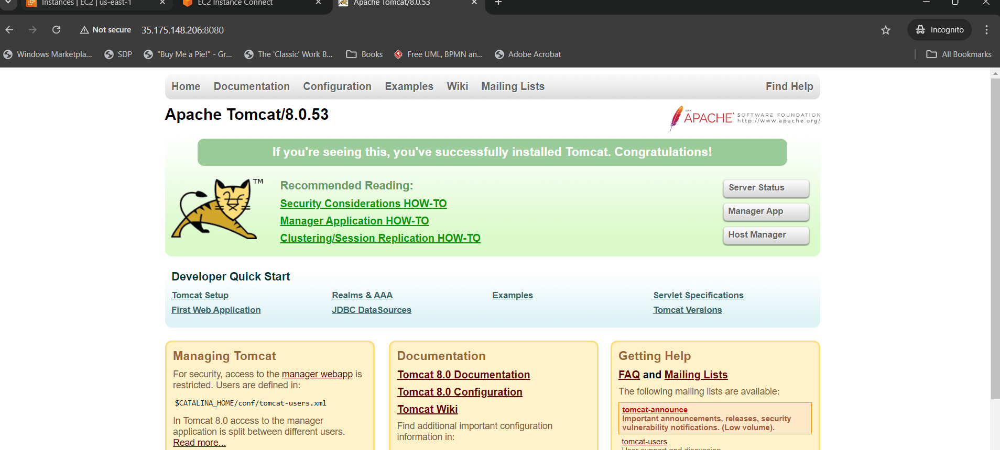 Instances | EC2 | us-east-1
EC2 Instance Connect
Apache Tomcat/8.0.53
Not secure
35.175.148.206:8080
Incognito
Windows Marketpla...
SDP
"Buy Me a Pie!" - Gr...
The 'Classic' Work B...
Books
Free UML, BPMN an...
Adobe Acrobat
All Bookmarks
Home Documentation Configuration Examples Wiki Mailing Lists Find Help
Apache Tomcat/8.0.53
THE
APACHE
SOFTWARE FOUNDATION
http://www.apache.org/
If you're seeing this, you've successfully installed Tomcat. Congratulations!
TM
Recommended Reading:
Security Considerations HOW-TO
Manager Application HOW-TO
Clustering/Session Replication HOW-TO
Server Status
Manager App
Host Manager
Developer Quick Start
Tomcat Setup
First Web Application
Realms & AAA
JDBC DataSources
Examples
Servlet Specifications
Tomcat Versions
Managing Tomcat
For security, access to the manager webapp is
restricted. Users are defined in:
$CATALINA_HOME/conf/tomcat-users.xml
In Tomcat 8.0 access to the manager
application is split between different users.
Read more...
Documentation
Tomcat 8.0 Documentation
Tomcat 8.0 Configuration
Tomcat Wiki
Find additional important configuration
information in:
Getting Help
FAQ and Mailing Lists
The following mailing lists are available:
tomcat-announce
Important announcements, releases, security
vulnerability notifications. (Low volume).
tomcat-users
User support and discussion